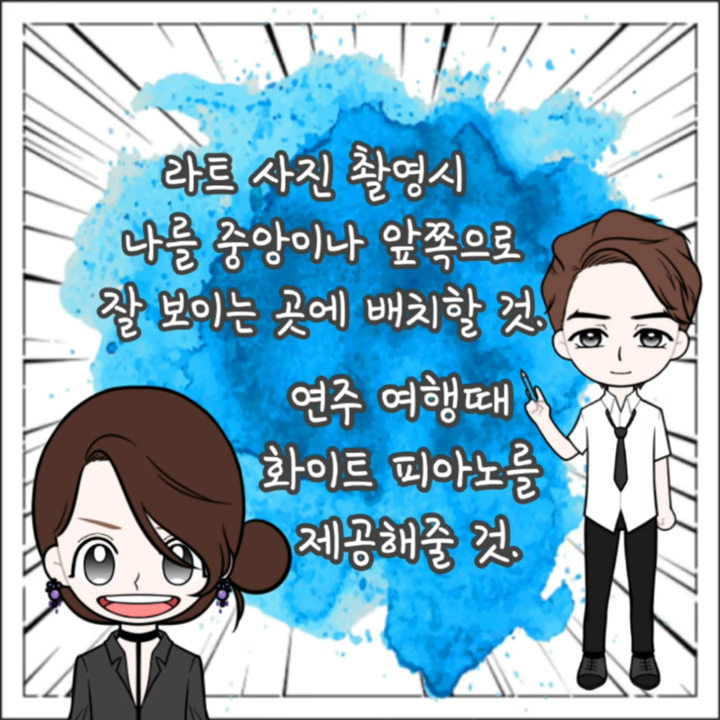 라트 사진 촬영시
나를 중앙이나 앞쪽으로
잘 보이는 곳에 배치할 것.
연주 여행때
화이트 피아노를
제공해줄 것.